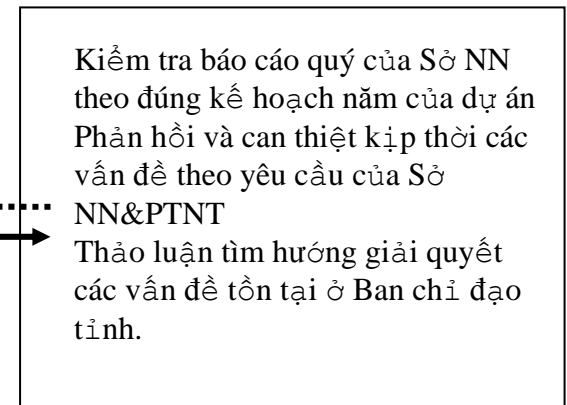 Kiểm tra báo cáo quý của Sở NN
theo đúng kế hoạch năm của dự án
Phản hồi và can thiệt kịp thời các
vấn đề theo yêu cầu của Sở
NN&PTNT
Thảo luận tìm hướng giải quyết
các vấn đề tồn tại ở Ban chỉ đạo
tỉnh.